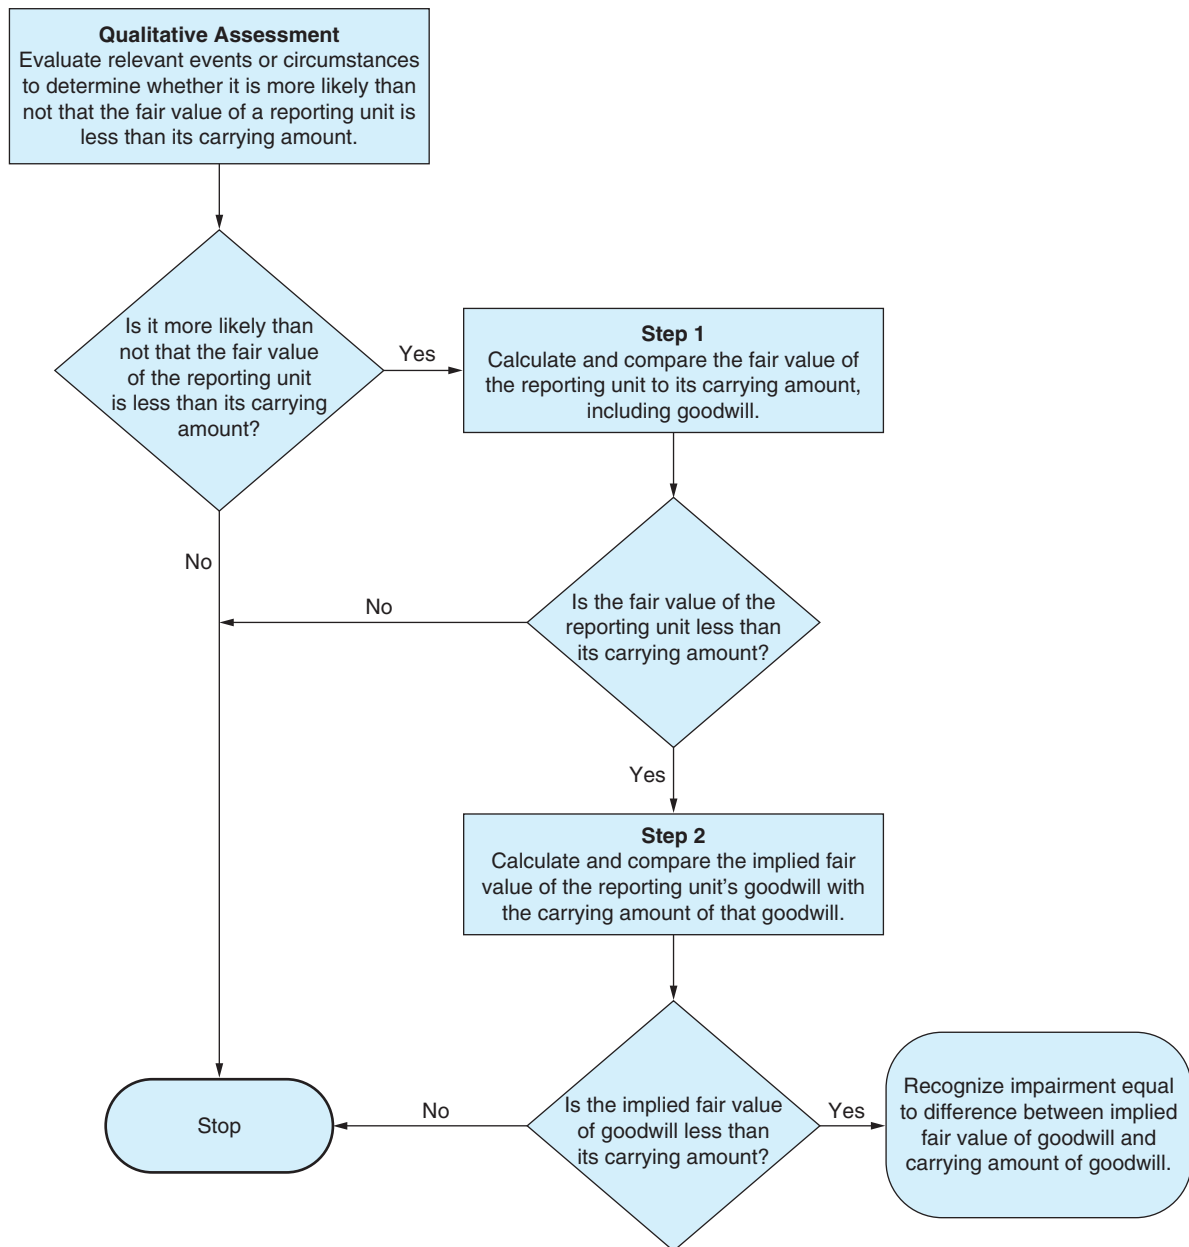 Qualitative Assessment
Evaluate relevant events or circumstances
to determine whether it is more likely than
not that the fair value of a reporting unit is
less than its carrying amount.
Is it more likely than
not that the fair value
of the reporting unit
is less than its carrying
amount?
Yes
Step 1
Calculate and compare the fair value of
the reporting unit to its carrying amount,
including goodwill.
No
No
Is the fair value of the
reporting unit less than
its carrying amount?
Yes
Step 2
Calculate and compare the implied fair
value of the reporting unit’s goodwill with
the carrying amount of that goodwill.
Stop
No
Is the implied fair value
of goodwill less than
its carrying amount?
Yes
Recognize impairment equal
to difference between implied
fair value of goodwill and
carrying amount of goodwill.